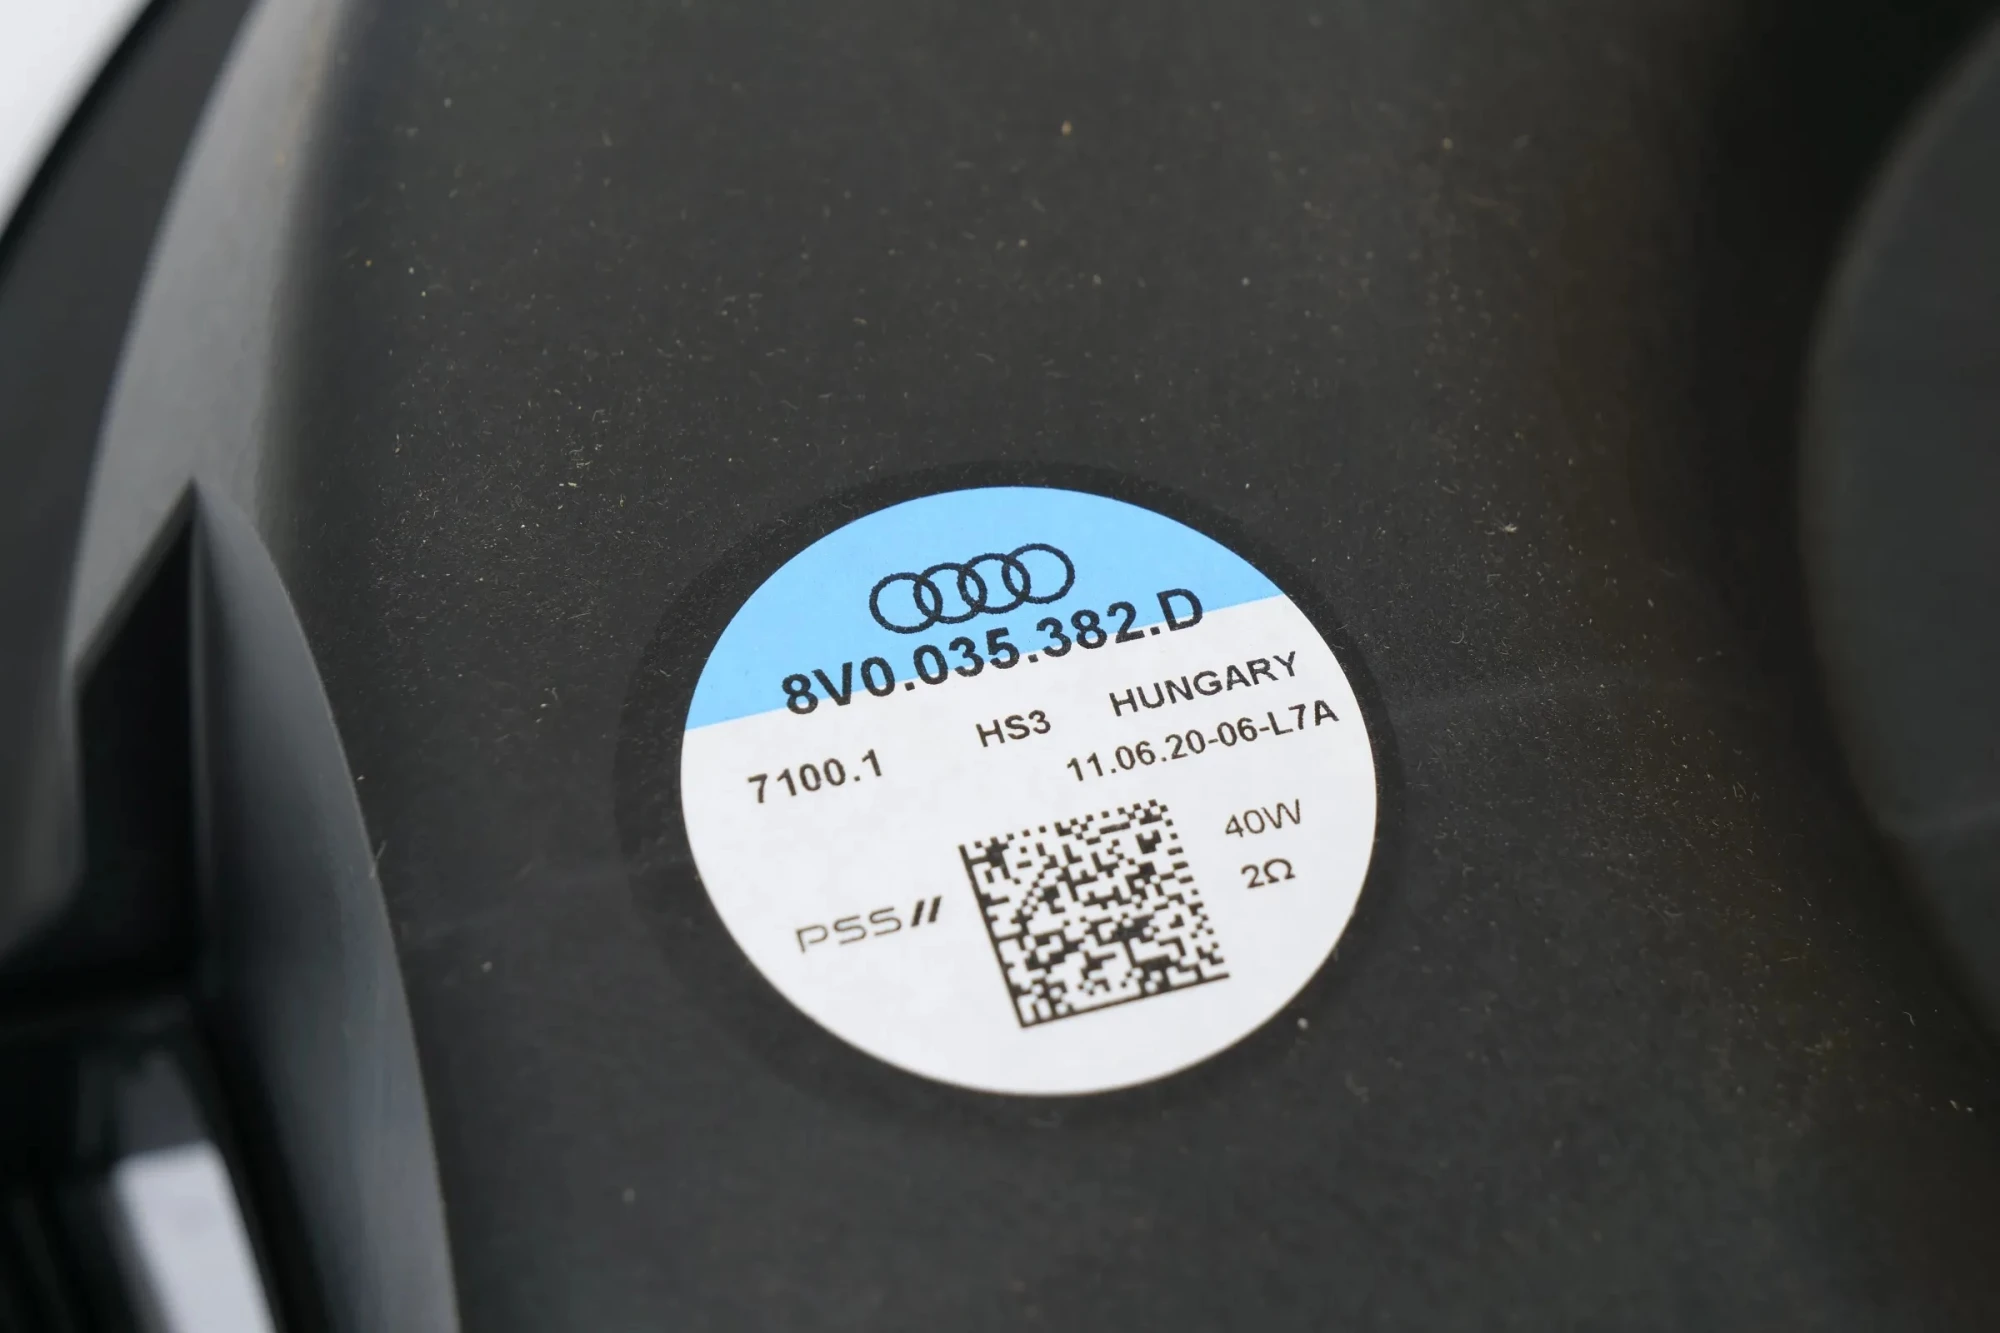 8V0.035.382.D
HS3 HUNGARY
7100.1 11.06.20-06-L7A
40W
2Ω
PSS//